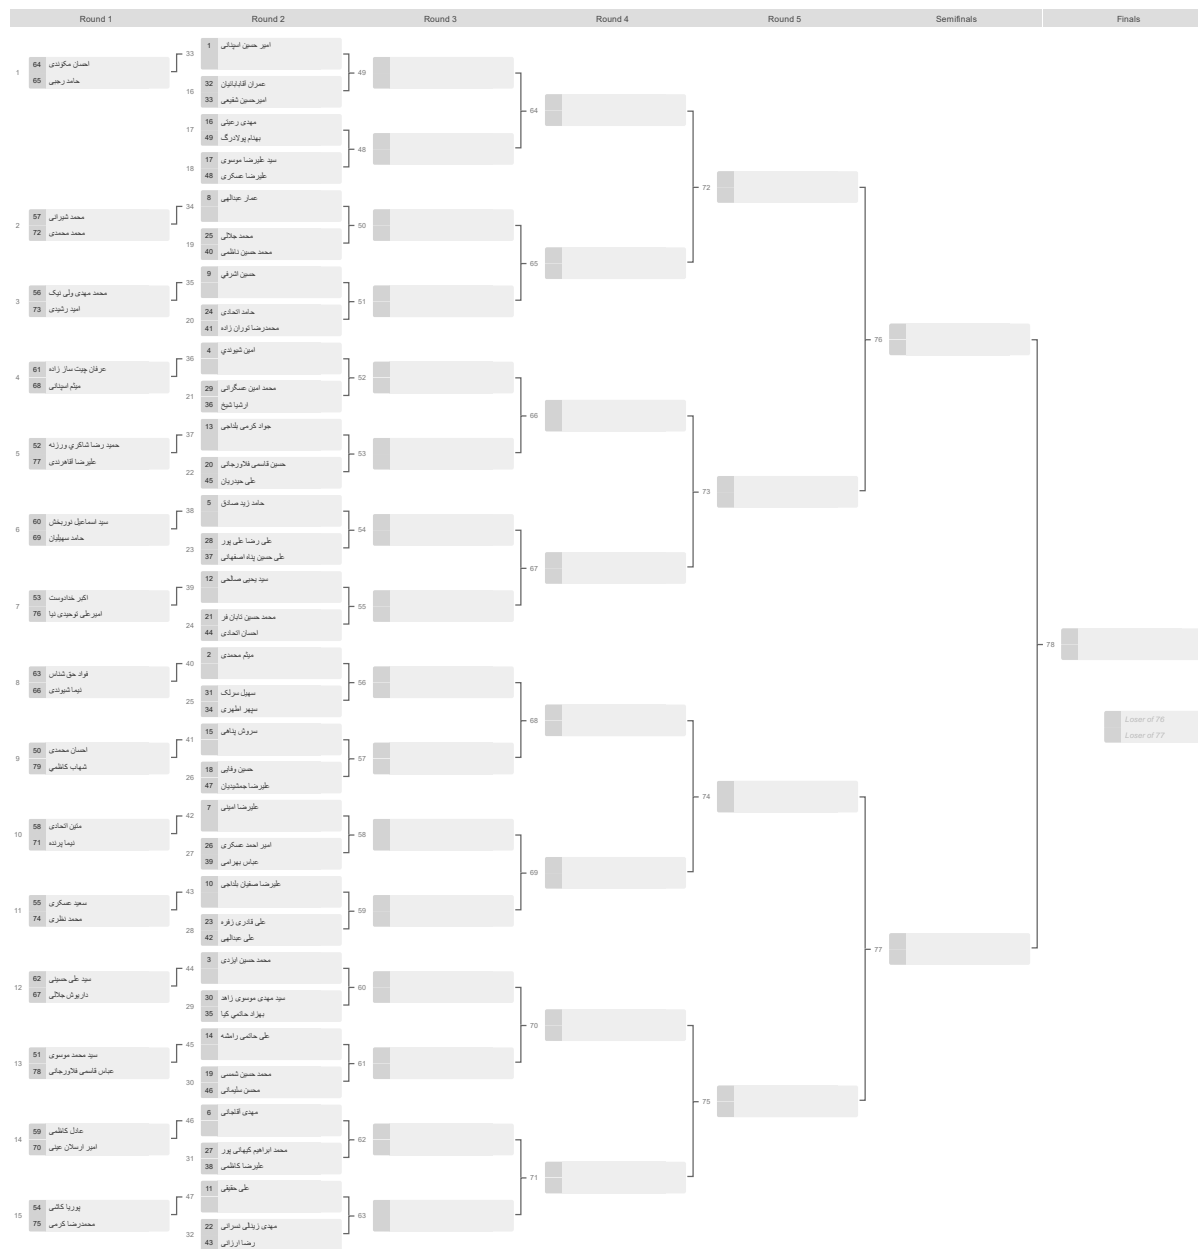 Round 1 Round 2 Round 3 Round 4 Round 5 Semifinals Finals
1
64 احسان مکوندی
65 حامد رجبی
2
57 محمد شیرانی
72 محمد محمدی
3
56 محمد مهدی ولی نیک
73 امید رشیدی
4
61 عرفان چیت ساز زاده
68 میثم اسپنانی
5
52 حمید رضا شاکري ورزنه
77 علیرضا آقاهرندی
6
60 سید اسماعیل نوربخش
69 حامد سهیلیان
7
53 اکبر خدادوست
76 امیرعلی توحیدی نیا
8
63 فواد حق شناس
66 نیما شیوندی
9
50 احسان محمدی
79 شهاب کاظمي
10
58 متین اتحادی
71 نیما پرنده
11
55 سعید عسکری
74 محمد نظری
12
62 سید علی حسینی
67 داریوش جلالی
13
51 سید محمد موسوی
78 عباس قاسمی فلاورجانی
14
59 عادل کاظمی
70 امیر ارسلان عینی
15
54 پوریا کاشی
75 محمدرضا کرمی
33
1 امیر حسین اسپنانی
16
32 عمران آقابابائیان
33 امیرحسین شفیعی
17
16 مهدی رعیتی
49 بهنام پولادرگ
18
17 سید علیرضا موسوی
48 علیرضا عسکری
34
8 عمار عبدالهی
19
25 محمد جلالی
40 محمد حسین ناظمی
35
9 حسین اشرفي
20
24 حامد اتحادی
41 محمدرضا توران زاده
36
4 امین شیوندي
21
29 محمد امین عسگرانی
36 ارشیا شیخ
37
13 جواد کرمی بلداجی
22
20 حسین قاسمی فلاورجانی
45 علی حیدریان
38
5 حامد زید صادق
23
28 علی رضا علی پور
37 علی حسین پناه اصفهانی
39
12 سید یحیی صالحی
24
21 محمد حسین تابان فر
44 احسان اتحادی
40
2 میثم محمدی
25
31 سهیل سرلک
34 سپهر اطهری
41
15 سروش پناهی
26
18 حسین وفایی
47 علیرضا جمشیدیان
42
7 علیرضا امینی
27
26 امیر احمد عسکری
39 عباس بهرامی
43
10 علیرضا صفیان بلداجی
28
23 علی قادری زفره
42 علی عبدالهی
44
3 محمد حسین ایزدی
29
30 سید مهدی موسوی زاهد
35 بهزاد حاتمي کیا
45
14 علی حاتمی رامشه
30
19 محمد حسین شمسی
46 محسن سلیمانی
46
6 مهدی آقاجانی
31
27 محمد ابراهیم کیهانی پور
38 علیرضا کاظمی
47
11 علی حقیقی
32
22 مهدی زینالی نسرانی
43 رضا ارزانی
49
48
50
51
52
53
54
55
56
57
58
59
60
61
62
63
64
65
66
67
68
69
70
71
72
73
74
75
76
77
78
Loser of 76
Loser of 77